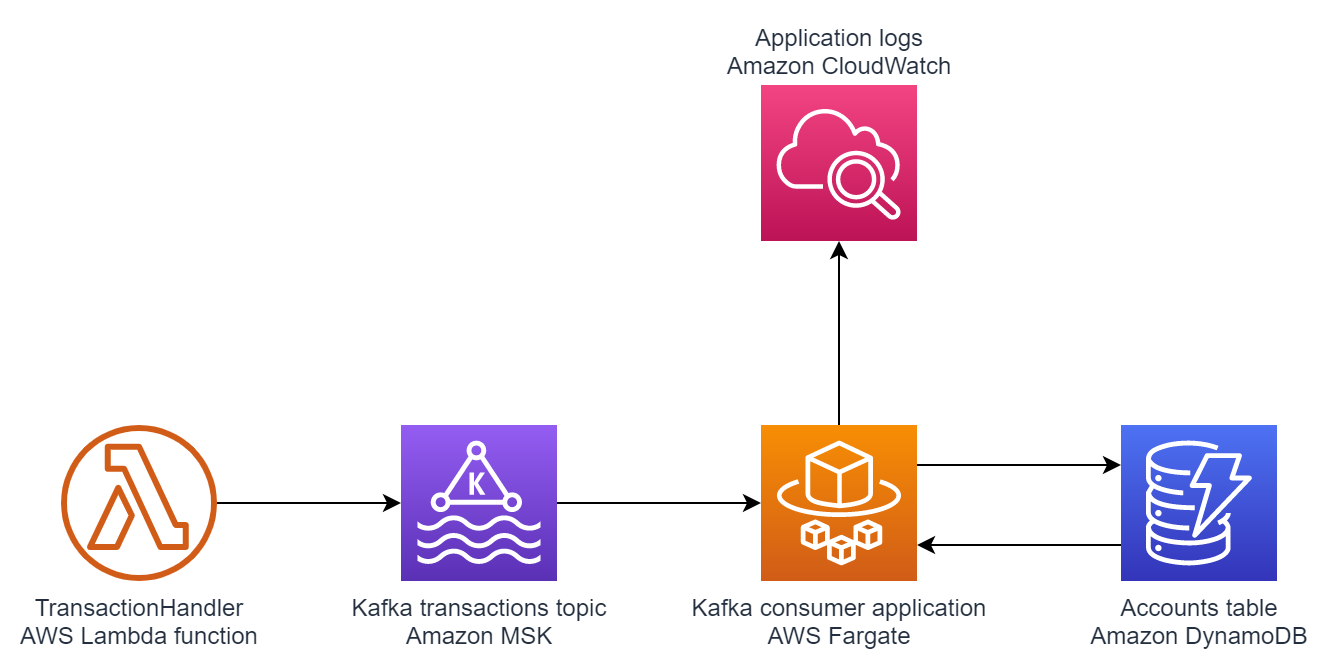 Application logs
Amazon CloudWatch
K
TransactionHandler
AWS Lambda function
Kafka transactions topic
Amazon MSK
Kafka consumer application
AWS Fargate
Accounts table
Amazon DynamoDB